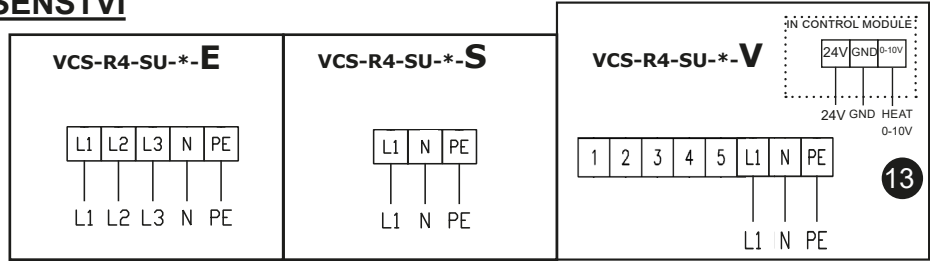 SENSTVÍ
VCS-R4-SU-*-E
L1 L2 L3 N PE
L1 L2 L3 N PE
VCS-R4-SU-*-S
L1 N PE
L1 N PE
VCS-R4-SU-*-V
IN CONTROL MODULE
24V GND 0-10V
24V GND HEAT
0-10V
1 2 3 4 5 L1 N PE
L1 N PE
13